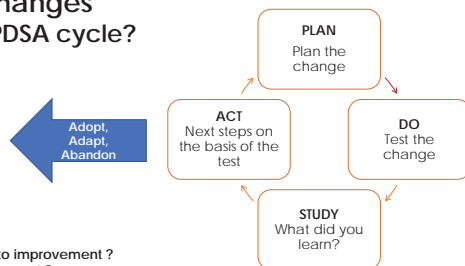 PDSA cycle?
PLAN
Plan the
change
DO
Test the
change
STUDY
What did you
learn?
ACT
Next steps on
the basis of the
test
Adopt,
Adapt,
Abandon
to improvement ?